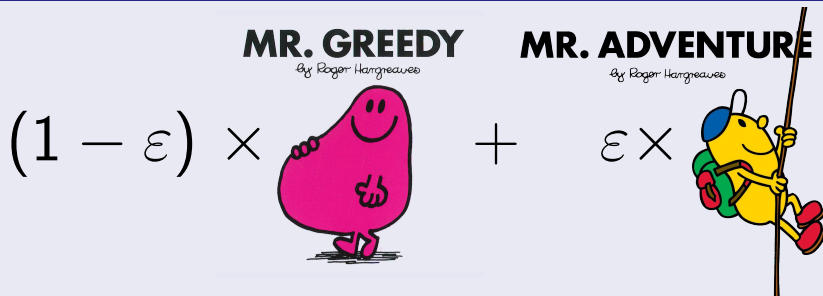 MR. GREEDY
by Roger Hargreaves
MR. ADVENTURE
by Roger Hargreaves
(1 − ε) × + ε×